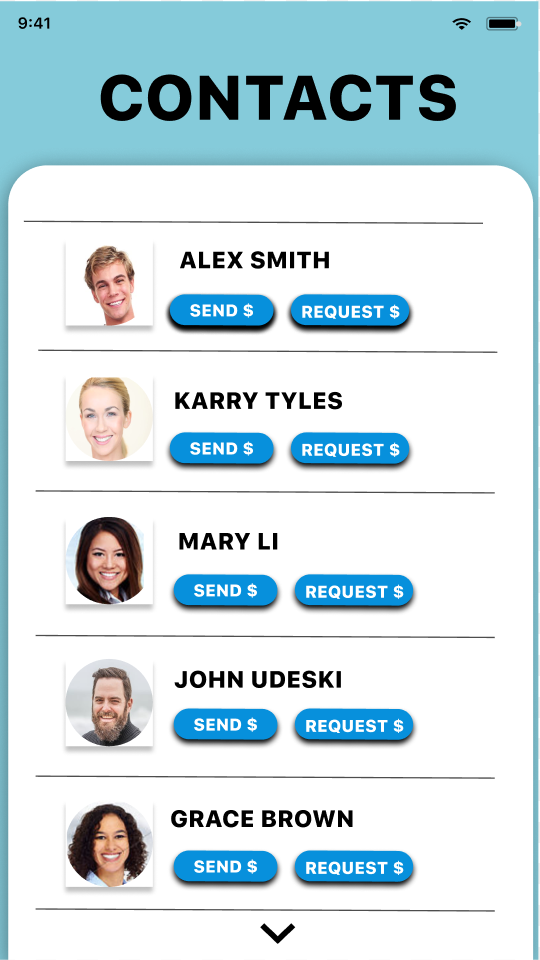 9:41
CONTACTS
ALEX SMITH
SEND $ REQUEST $
KARRY TYLES
SEND $ REQUEST $
MARY LI
SEND $ REQUEST $
JOHN UDESKI
SEND $ REQUEST $
GRACE BROWN
SEND $ REQUEST $